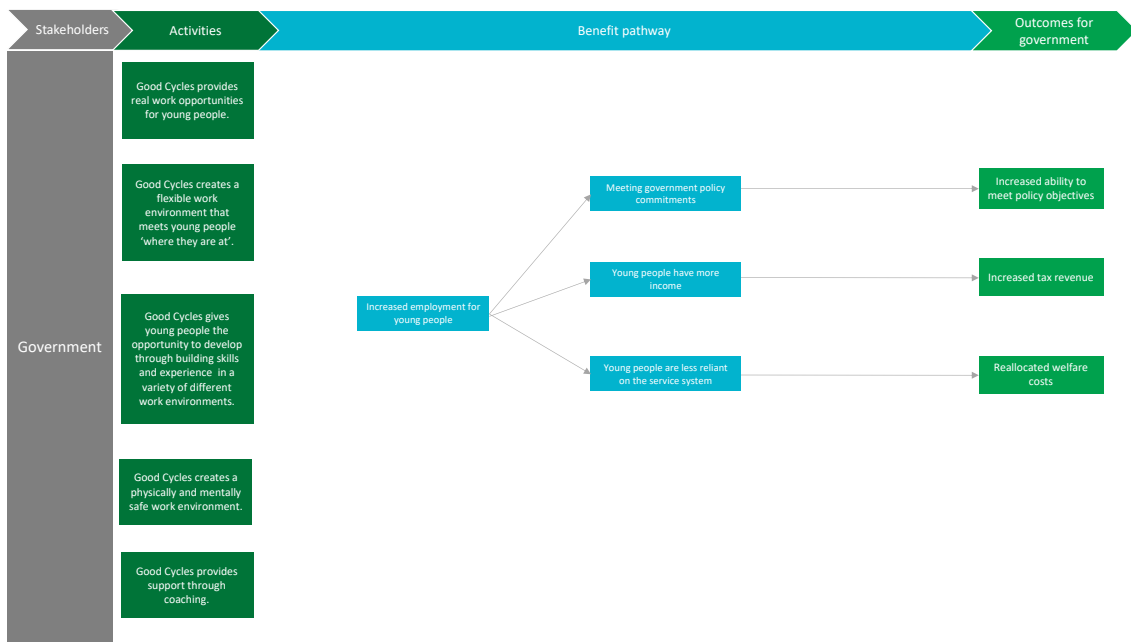 Stakeholders
Activities
Benefit pathway
Outcomes for
government
Government
Good Cycles provides
real work opportunities
for young people.
Good Cycles creates a
flexible work
environment that
meets young people
‘where they are at’.
Good Cycles gives
young people the
opportunity to develop
through building skills
and experience  in a
variety of different
work environments.
Good Cycles creates a
physically and mentally
safe work environment.
Good Cycles provides
support through
coaching.
Increased employment for
young people
Meeting government policy
commitments
Young people have more
income
Young people are less reliant
on the service system
Increased ability to
meet policy objectives
Increased tax revenue
Reallocated welfare
costs